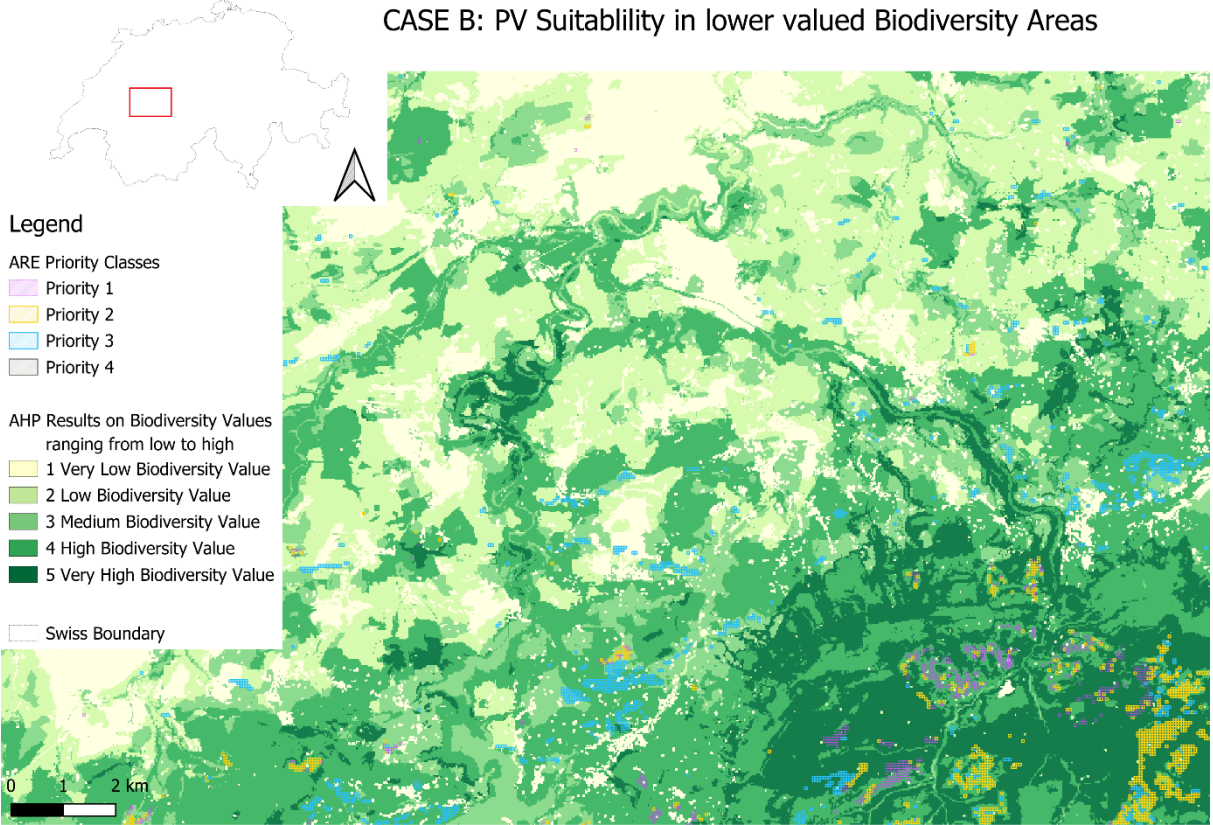 CASE B: PV Suitablility in lower valued Biodiversity Areas
Legend
ARE Priority Classes
Priority 1
Priority 2
Priority 3
Priority 4
AHP Results on Biodiversity Values
ranging from low to high
1 Very Low Biodiversity Value
2 Low Biodiversity Value
3 Medium Biodiversity Value
4 High Biodiversity Value
5 Very High Biodiversity Value
Swiss Boundary
0 1 2 km